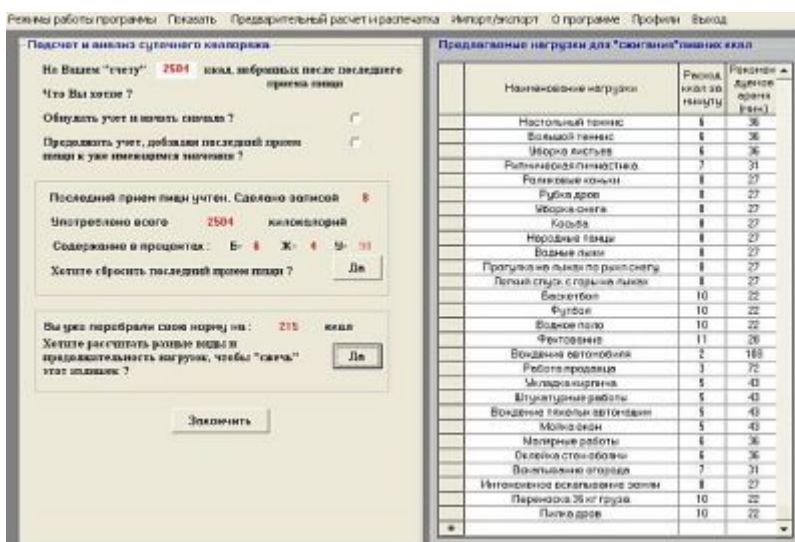 Режимы работы программы Показать Предварительный расчет и распечатка Импорт/экспорт О программе Профили Выход
Подсчет и анализ суточного каллоража
На Вашем "счету" 2504 ккал, набранных после последнего
приема пищи
Что Вы хотите ?
Обнулить учет и начать сначала ?
Продолжить учет, добавляя последний прием
пищи к уже имеющимся значениям ?
Последний прием пищи учтен. Сделано записей 8
Употреблено всего 2504 килокалорий
Содержание в процентах : Б- 6 Ж- 4 У-
Хотите сбросить последний прием пищи ? Да
Вы уже перебрали свою норму на : 215 ккал
Хотите рассчитать разные виды и
продолжительность нагрузок, чтобы "сжечь"
этот излишек ?
Да
Закончить
Предлагаемые нагрузки для "сжигания" лишних ккал
Наименование нагрузки Расход ккал за минуту Рекомендуемое время (мин.)
Настольный теннис 6 36
Большой теннис 6 36
Уборка листьев 6 36
Ритмическая гимнастика 7 31
Роликовые коньки 8 27
Рубка дров 8 27
Уборка снега 8 27
Косьба 8 27
Народные танцы 8 27
Водные лыжи 8 27
Прогулка на лыжах по рыхл.снегу 8 27
Легкий спуск с горы на лыжах 8 27
Баскетбол 10 22
Футбол 10 22
Водное поло 10 22
Фехтование 11 20
Вождение автомобиля 2 108
Работа продавца 3 72
Укладка кирпича 5 43
Штукатурные работы 5 43
Вождение тяжелых автомашин 5 43
Мойка окон 5 43
Малярные работы 6 36
Оклейка стен обоями 6 36
Вскапывание огорода 7 31
Интенсивное вскапывание земли 8 27
Переноска 36 кг груза 10 22
Пилка дров 10 22